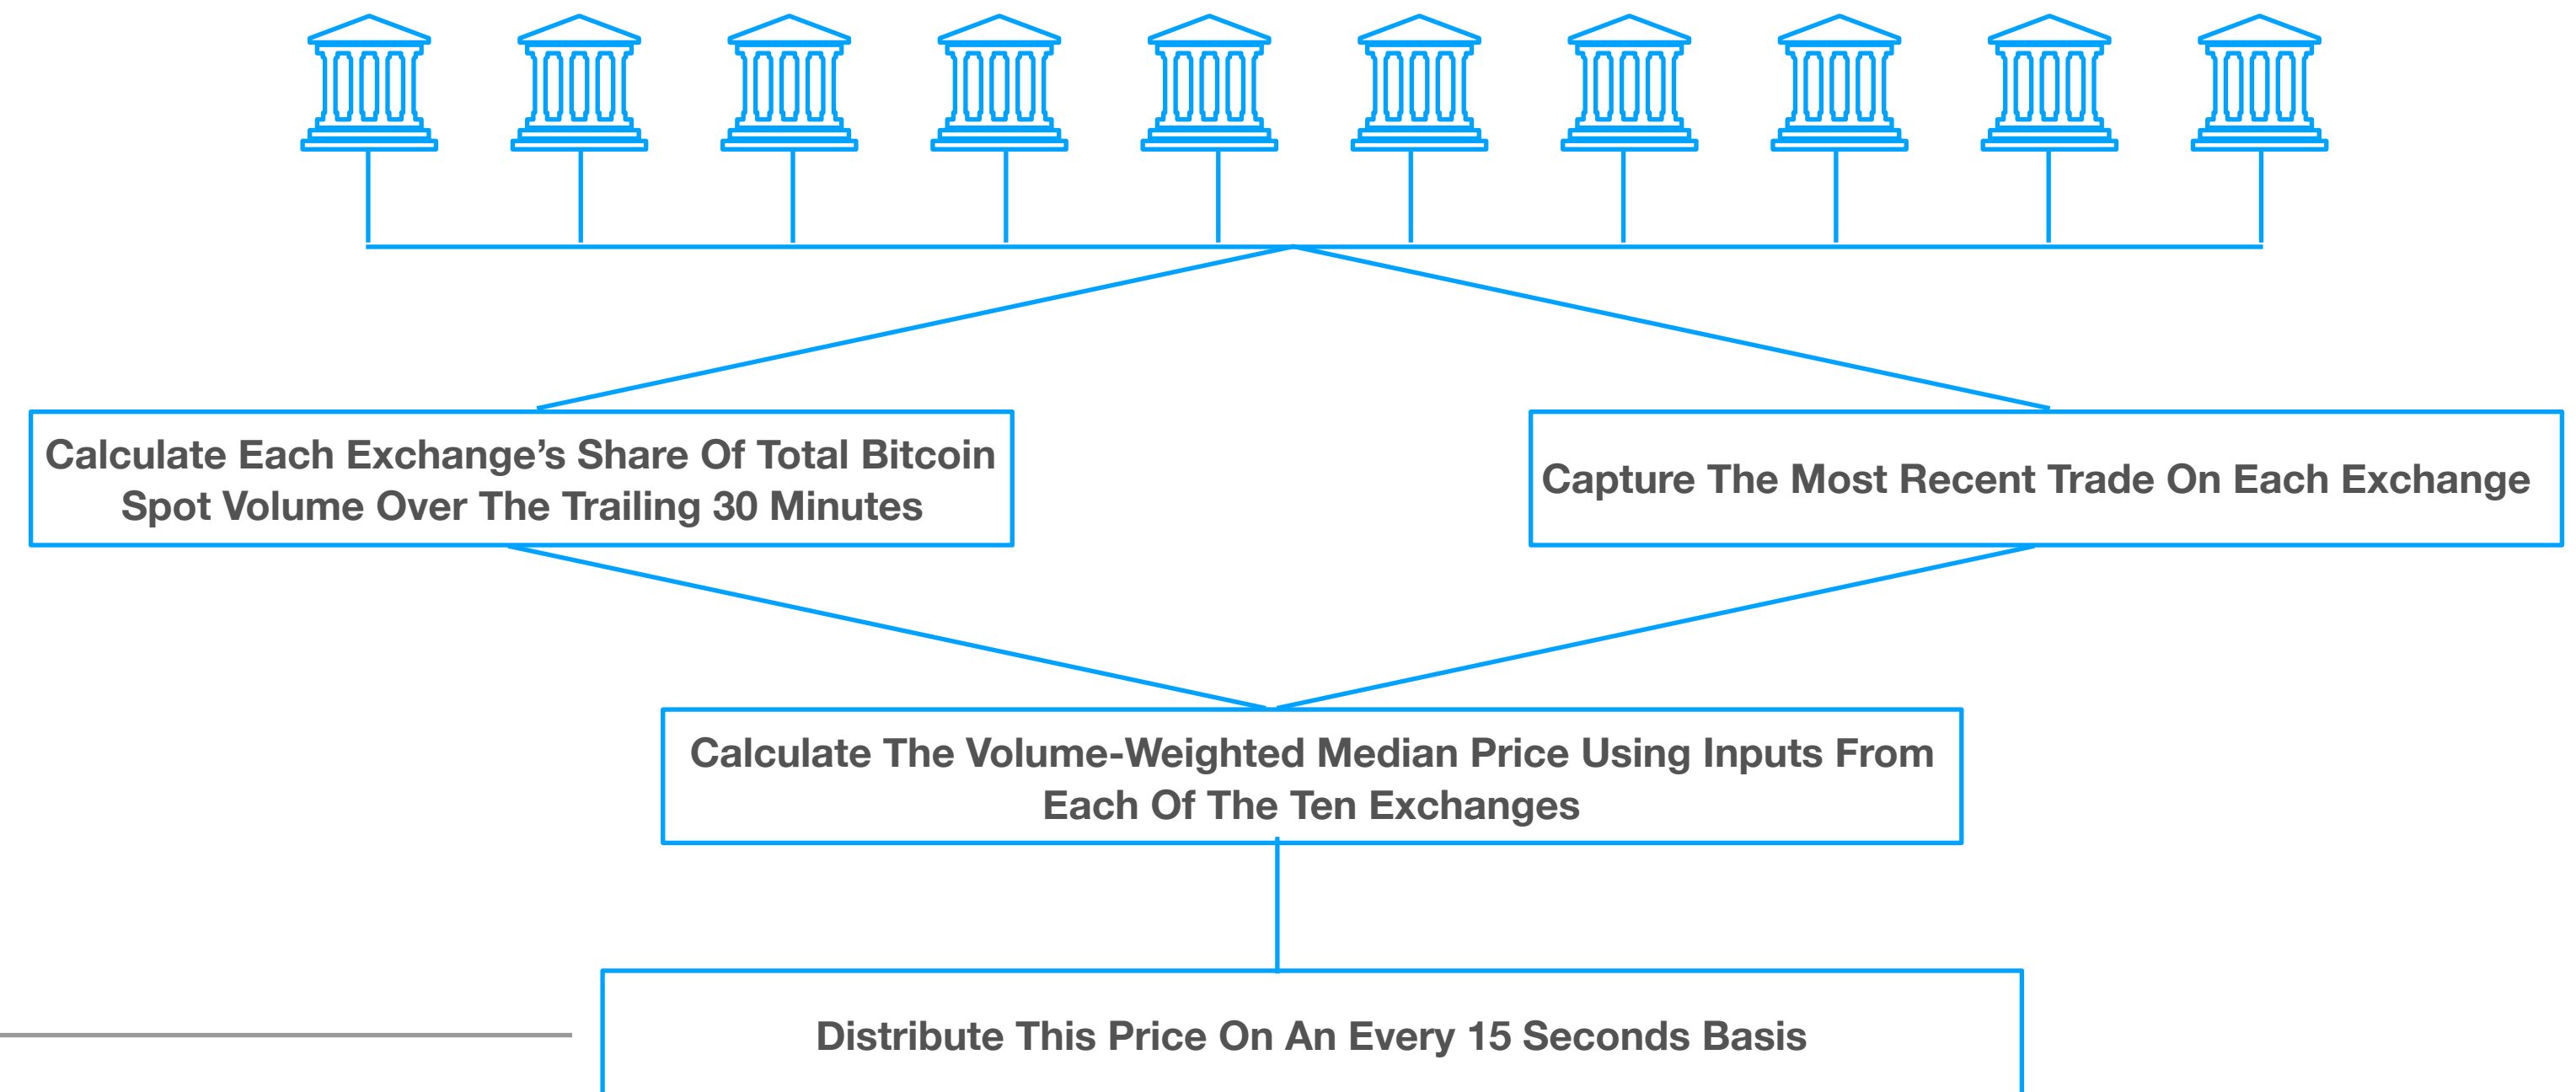 Calculate Each Exchange’s Share Of Total Bitcoin
Spot Volume Over The Trailing 30 Minutes
Capture The Most Recent Trade On Each Exchange
Calculate The Volume-Weighted Median Price Using Inputs From
Each Of The Ten Exchanges
Distribute This Price On An Every 15 Seconds Basis